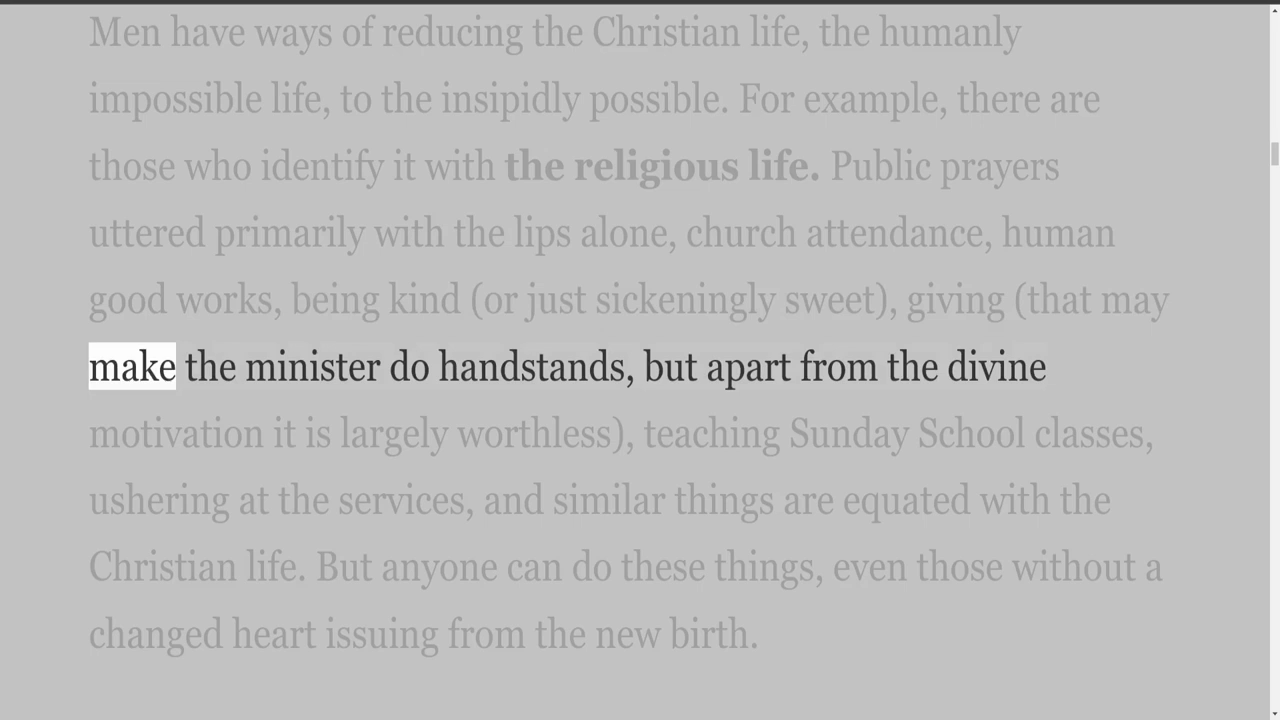 Men have ways of reducing the Christian life, the humanly
impossible life, to the insipidly possible. For example, there are
those who identify it with the religious life. Public prayers
uttered primarily with the lips alone, church attendance, human
good works, being kind (or just sickeningly sweet), giving (that may
make the minister do handstands, but apart from the divine
motivation it is largely worthless), teaching Sunday School classes,
ushering at the services, and similar things are equated with the
Christian life. But anyone can do these things, even those without a
changed heart issuing from the new birth.